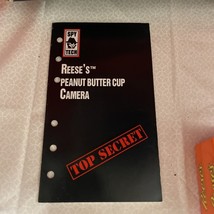 SPY
TECH
REESE'S™
PEANUT BUTTER CUP
CAMERA
TOP SECRET